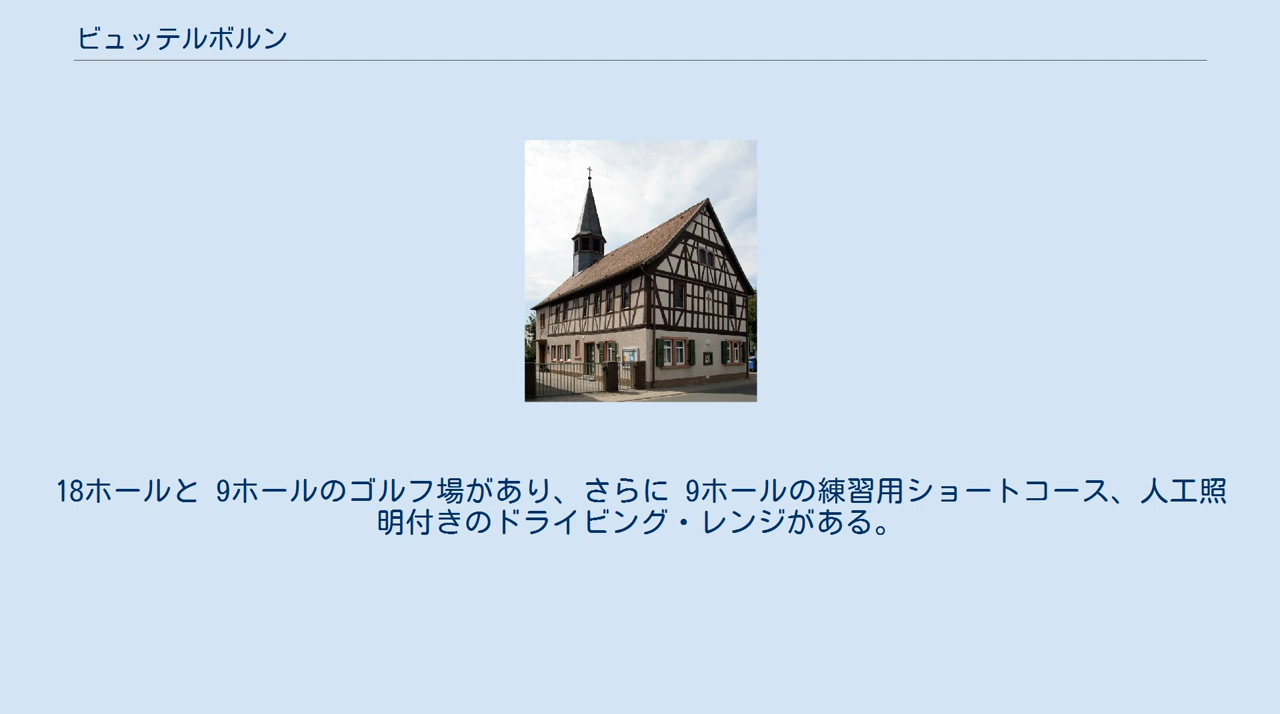 ビュッテルボルン
18ホールと 9ホールのゴルフ場があり、さらに 9ホールの練習用ショートコース、人工照
明付きのドライビング・レンジがある。